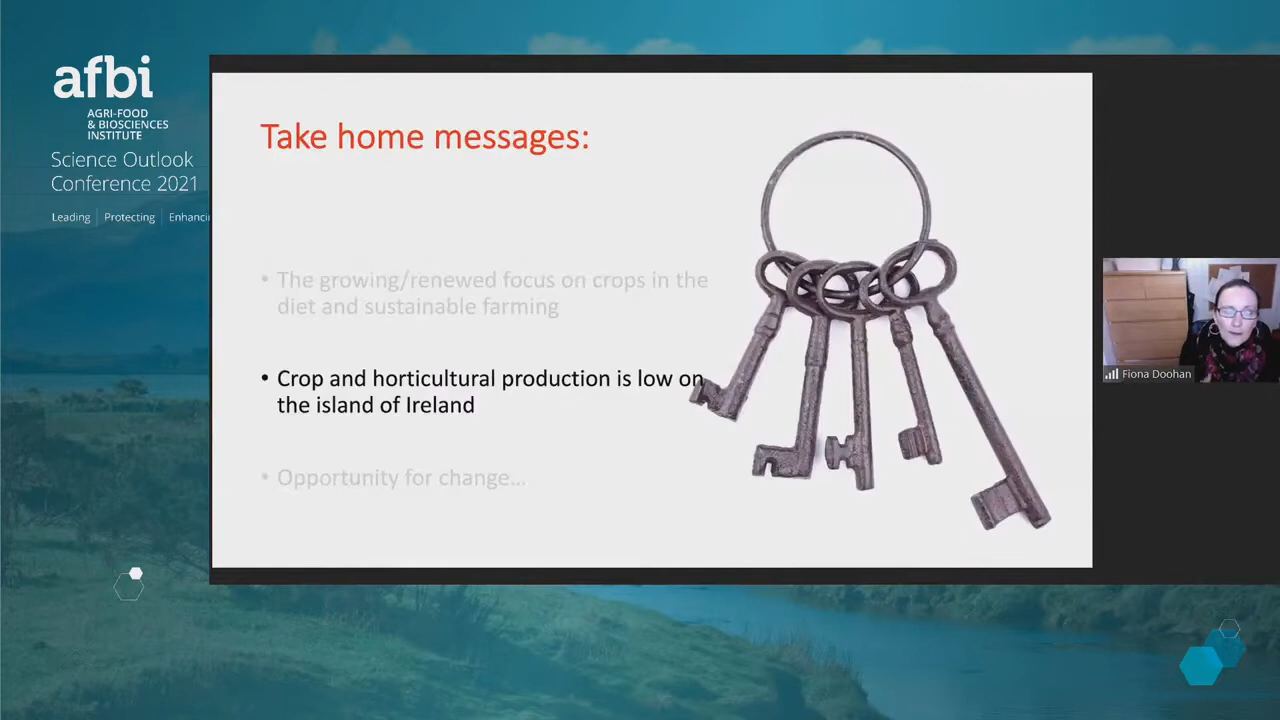 afbi
AGRI-FOOD
& BIOSCIENCES
INSTITUTE
Science Outlook
Conference 2021
Leading
Protecting
Enhancin
Take home messages:
• The growing/renewed focus on crops in the
diet and sustainable farming
• Crop and horticultural production is low on
the island of Ireland
• Opportunity for change...
Fiona Doohan